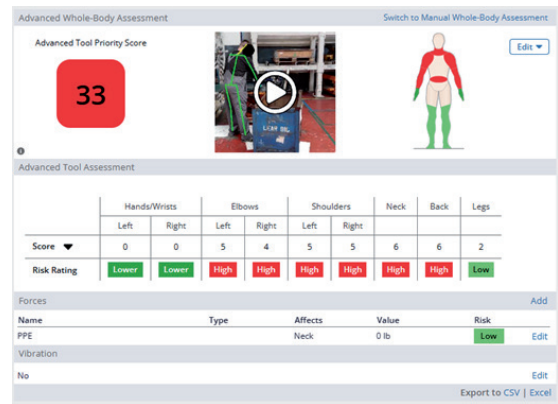 Advanced Whole-Body Assessment Switch to Manual Whole-Body Assessment
Advanced Tool Priority Score
Edit
33
Advanced Tool Assessment
Hands/Wrists Elbows Shoulders Neck Back Legs
Left Right Left Right Left Right
Score 0 0 5 4 5 5 6 6 2
Risk Rating Lower Lower High High High High High High Low
Forces Add
Name Type Affects Value Risk
PPE Neck 0 lb Low Edit
Vibration
No Edit
Export to CSV | Excel